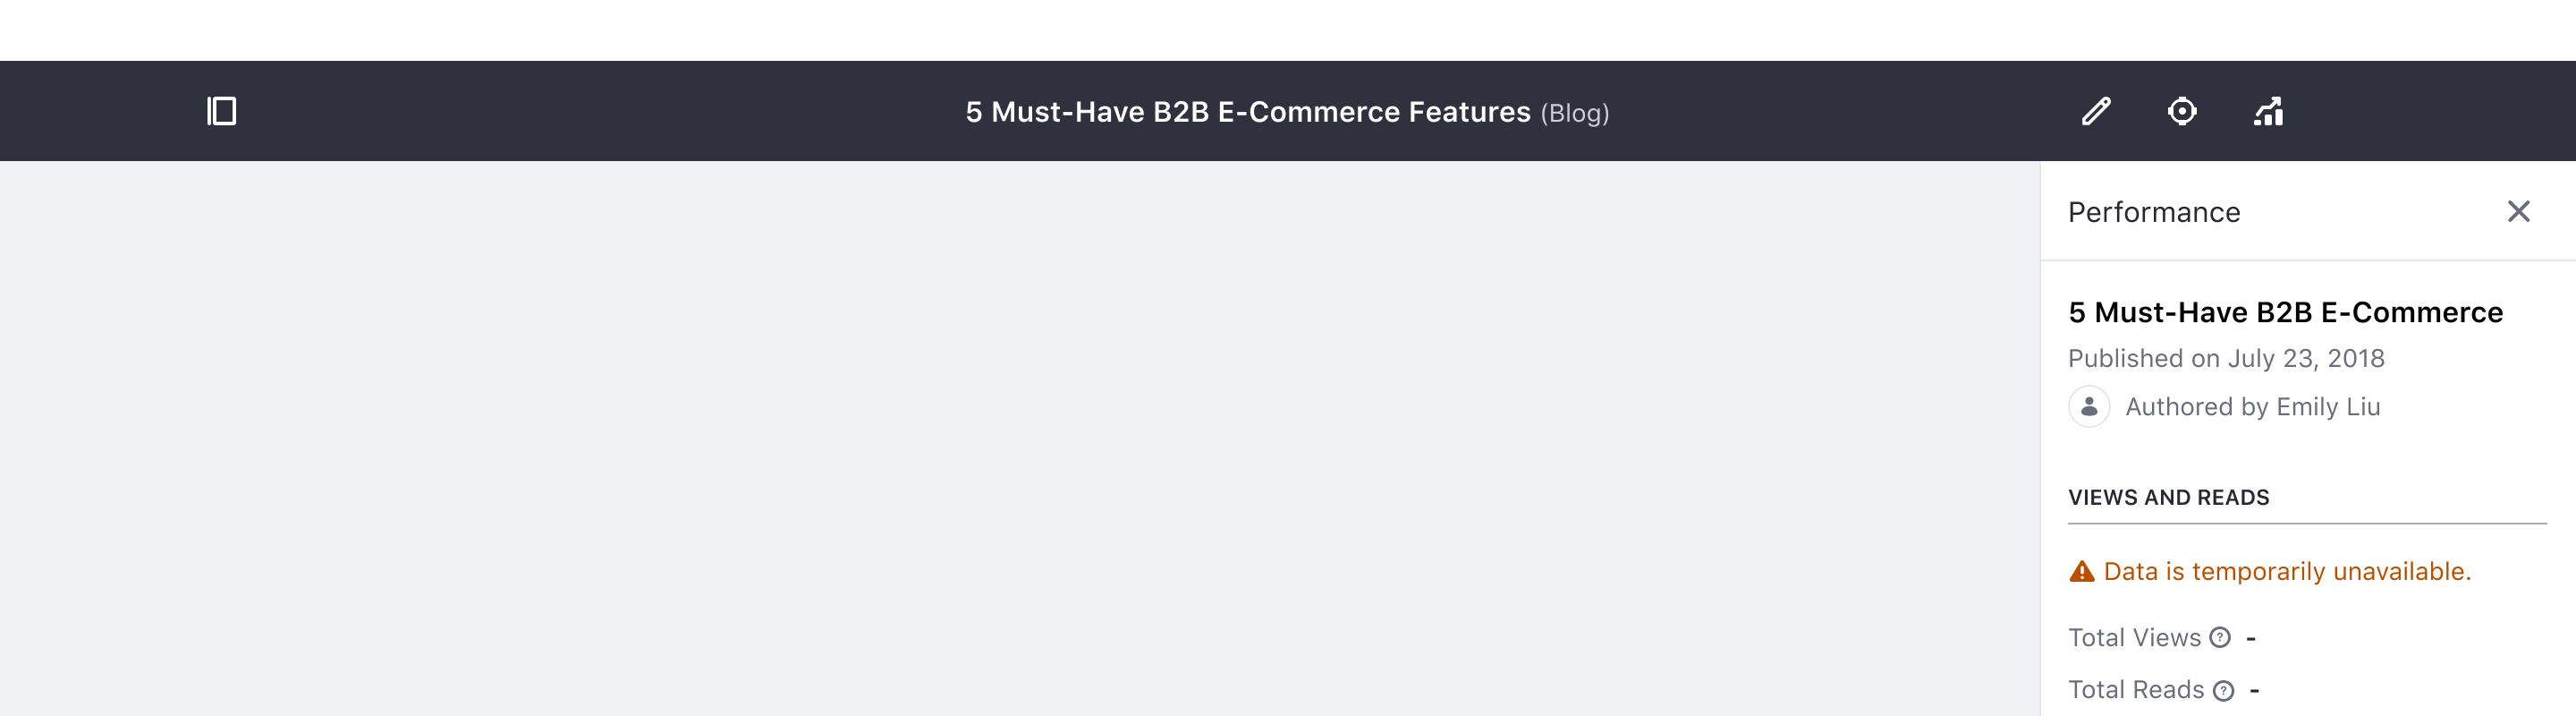 5 Must-Have B2B E-Commerce Features (Blog)
Performance
5 Must-Have B2B E-Commerce
Published on July 23, 2018
Authored by Emily Liu
VIEWS AND READS
Data is temporarily unavailable.
Total Views ? -
Total Reads ? -